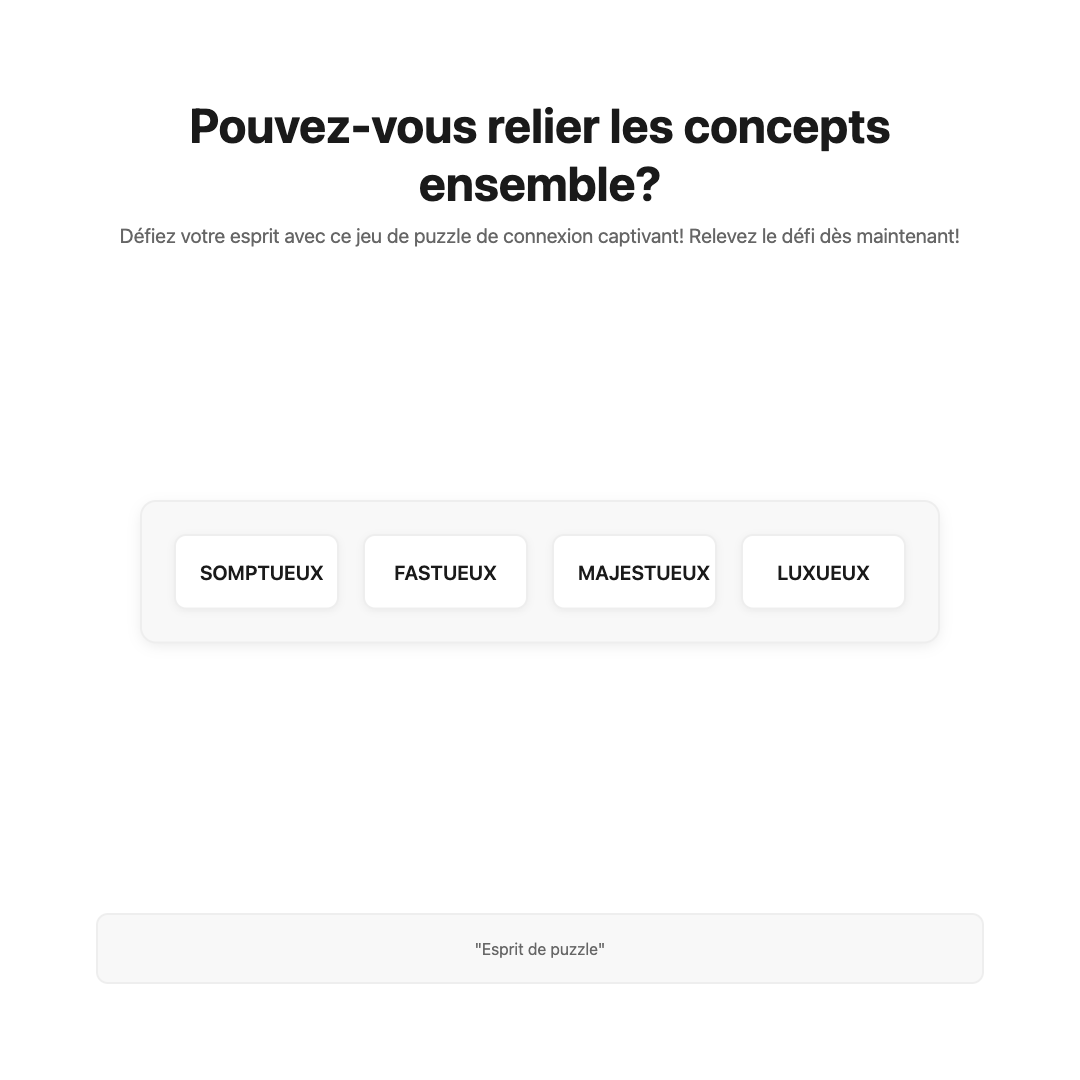 Pouvez-vous relier les concepts
ensemble?
Défiez votre esprit avec ce jeu de puzzle de connexion captivant! Relevez le défi dès maintenant!
SOMPTUEUX FASTUEUX MAJESTUEUX LUXUEUX
"Esprit de puzzle"